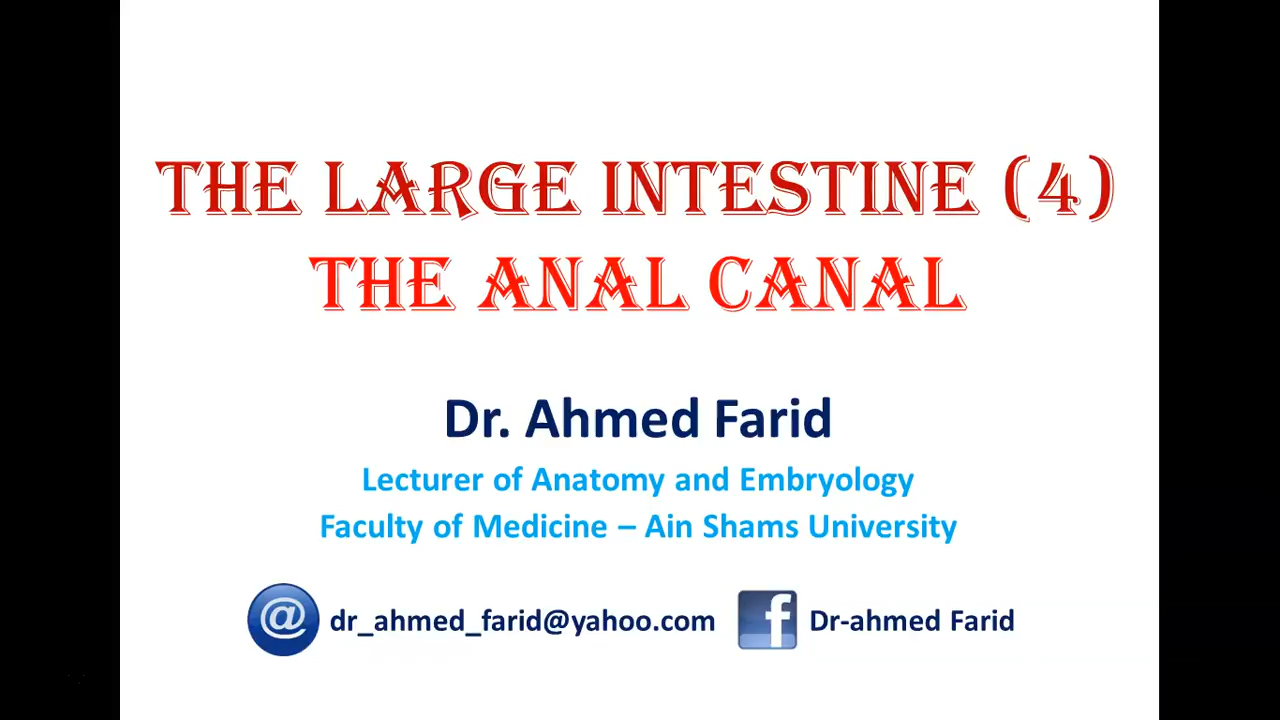 THE LARGE INTESTINE (4)
THE ANAL CANAL
Dr. Ahmed Farid
Lecturer of Anatomy and Embryology
Faculty of Medicine – Ain Shams University
@ dr_ahmed_farid@yahoo.com f Dr-ahmed Farid